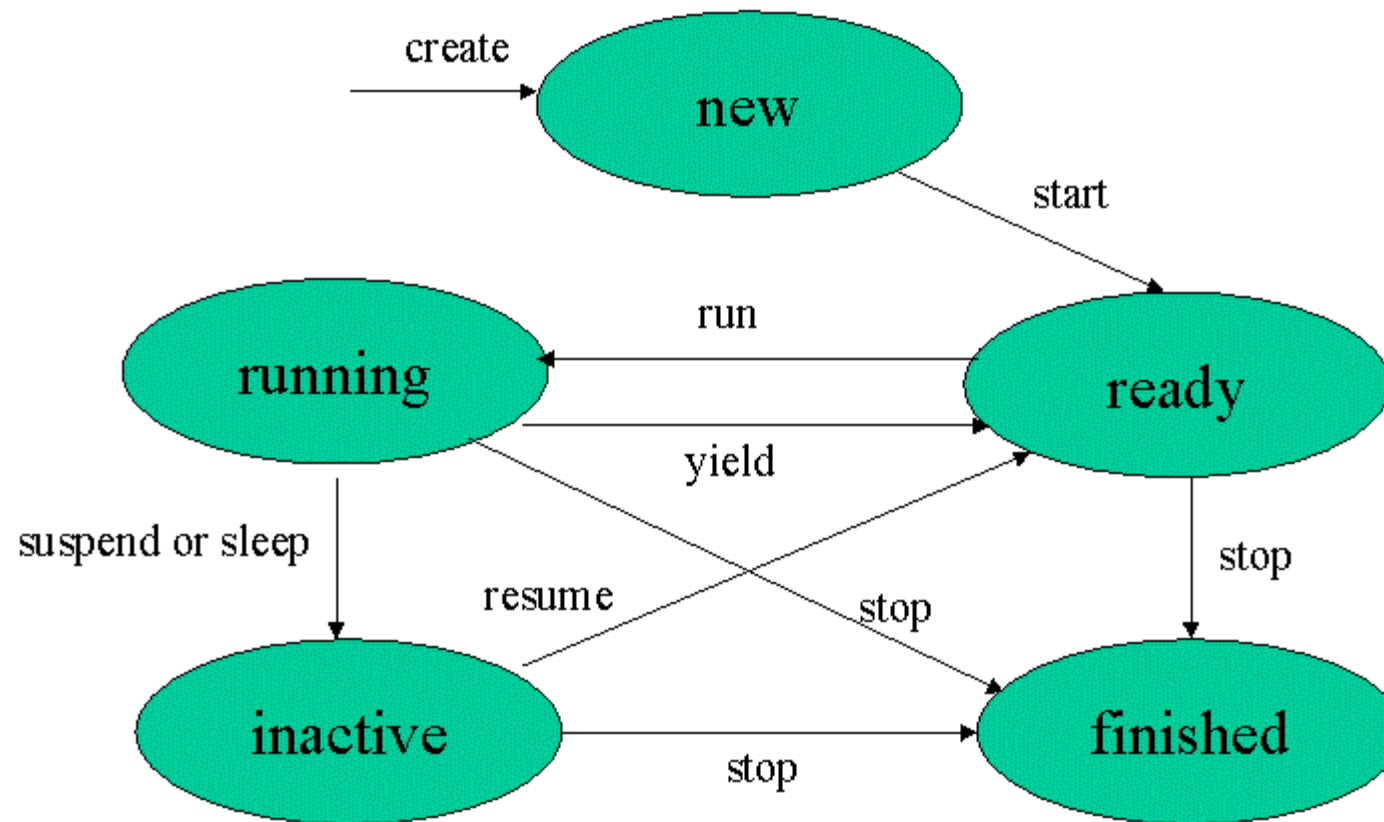 create
new
start
run
running
ready
yield
suspend or sleep
stop
resume
stop
inactive
finished
stop